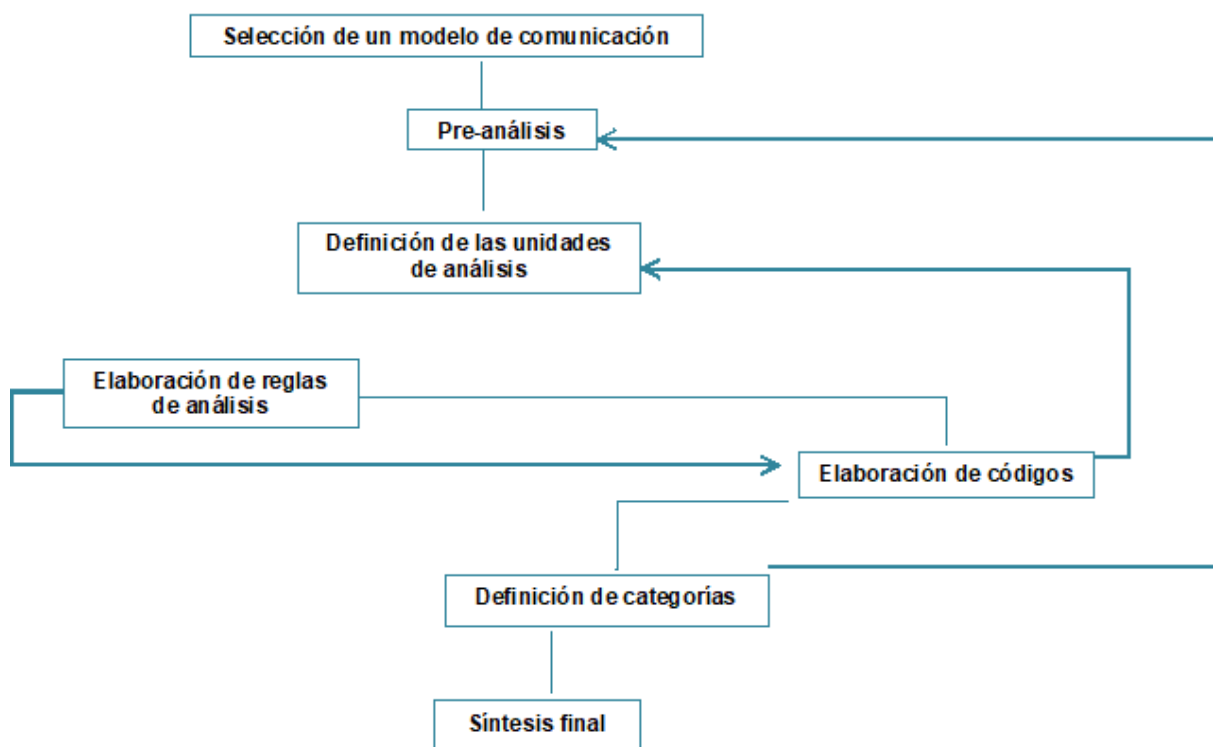 Selección de un modelo de comunicación
Pre-análisis
Definición de las unidades
de análisis
Elaboración de reglas
de análisis
Elaboración de códigos
Definición de categorías
Síntesis final